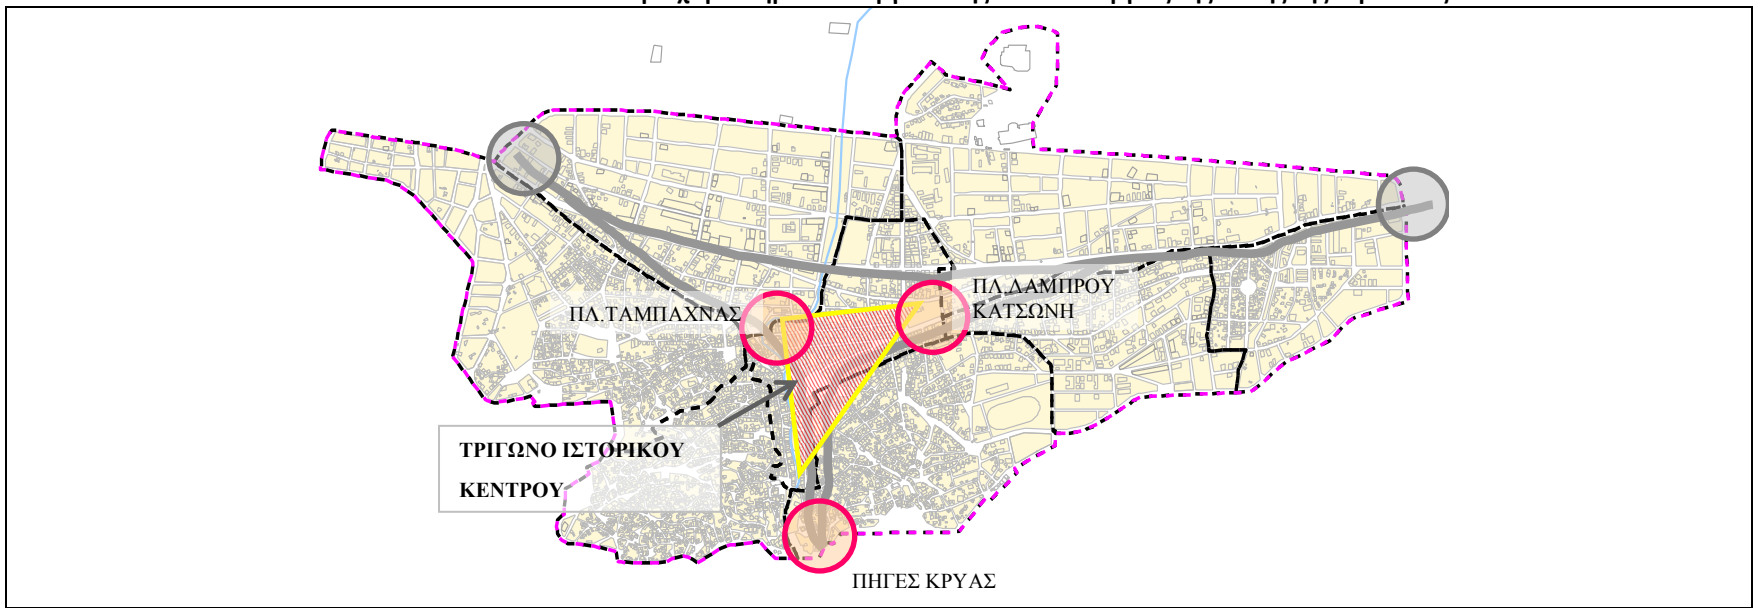 ΠΛ.ΛΑΜΠΡΟΥ
ΚΑΤΣΩΝΗ
ΠΛ.ΤΑΜΠΑΧΝΑΣ
ΤΡΙΓΩΝΟ ΙΣΤΟΡΙΚΟΥ
ΚΕΝΤΡΟΥ
ΠΗΓΕΣ ΚΡΥΑΣ